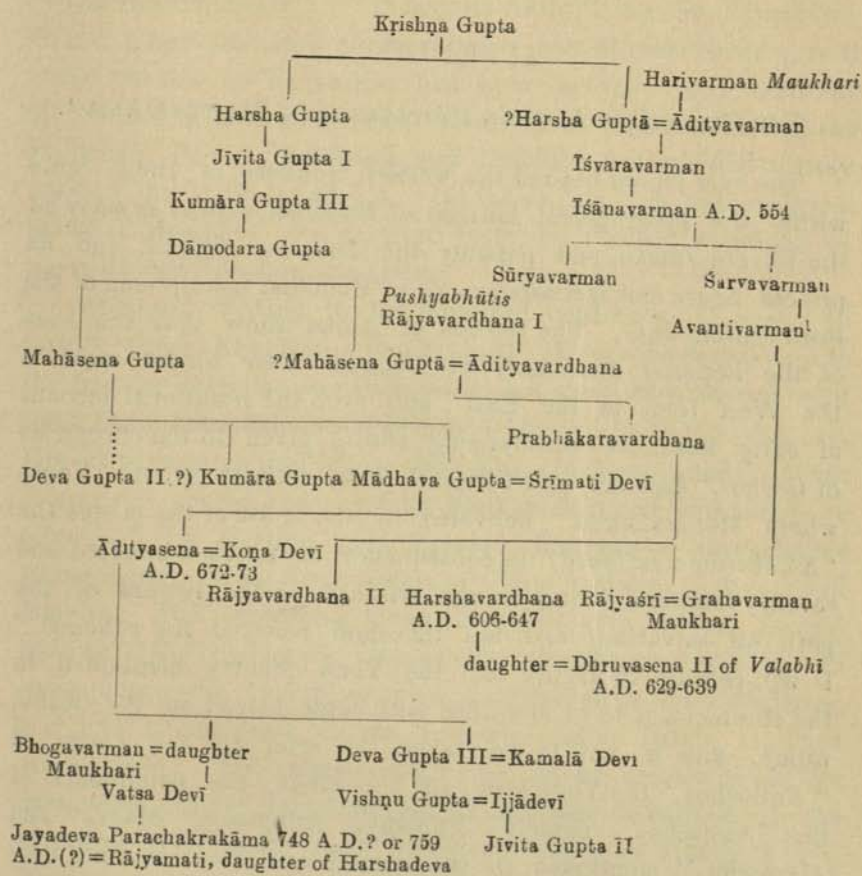 Kṛishṇa Gupta
Harivarman Maukhari
Harsha Gupta ?Harsha Guptā=Ādityavarman
Jīvita Gupta I Īśvaravarman
Kumāra Gupta III Īśānavarman A.D. 554
Dāmodara Gupta
Sūryavarman Śarvavarman
Pushyabhūtis
Rājyavardhana I Avantivarman¹
Mahāsena Gupta ?Mahāsena Guptā=Ādityavardhana
Prabhākaravardhana
Deva Gupta II ?) Kumāra Gupta Mādhava Gupta=Śrīmati Devī
Ādityasena=Koṇa Devī
A.D. 672-73
Rājyavardhana II Harshavardhana Rājyaśrī=Grahavarman
A.D. 606-647 Maukhari
daughter=Dhruvasena II of Valabhī
A.D. 629-639
Bhogavarman=daughter Deva Gupta III=Kamalā Devī
Maukhari
Vatsa Devī Vishṇu Gupta=Ijjādevī
Jayadeva Parachakrakāma 748 A D.? or 759 Jīvita Gupta II
A.D.(?)=Rājyamati, daughter of Harshadeva